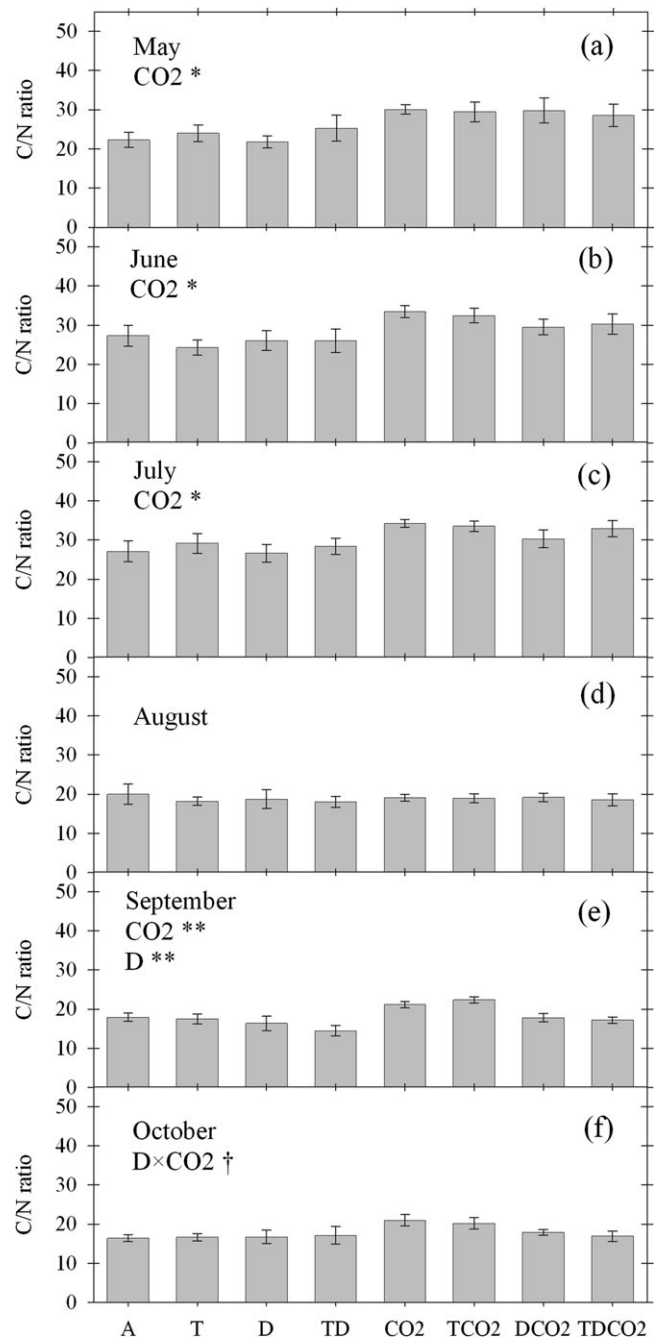 50
40
30
20
10
0
C/N ratio
May
CO2 *
(a)
50
40
30
20
10
0
C/N ratio
June
CO2 *
(b)
50
40
30
20
10
0
C/N ratio
July
CO2 *
(c)
50
40
30
20
10
0
C/N ratio
August
(d)
50
40
30
20
10
0
C/N ratio
September
CO2 **
D **
(e)
50
40
30
20
10
0
C/N ratio
October
D×CO2 †
(f)
A T D TD CO2 TCO2 DCO2 TDCO2